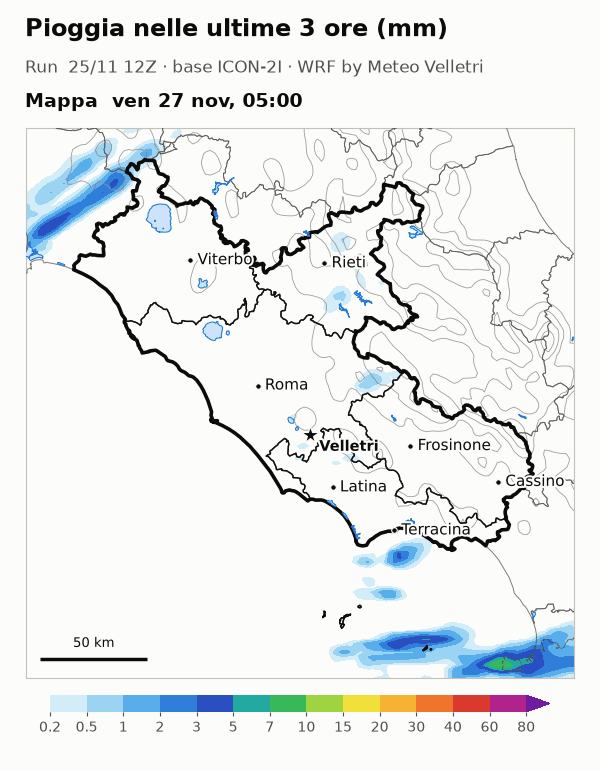 Pioggia nelle ultime 3 ore (mm)
Run  25/11 12Z · base ICON-2I · WRF by Meteo Velletri
Mappa  ven 27 nov, 05:00
Viterbo
Rieti
Roma
Velletri
Frosinone
Latina
Cassino
Terracina
50 km
0.2 0.5 1 2 3 5 7 10 15 20 30 40 60 80